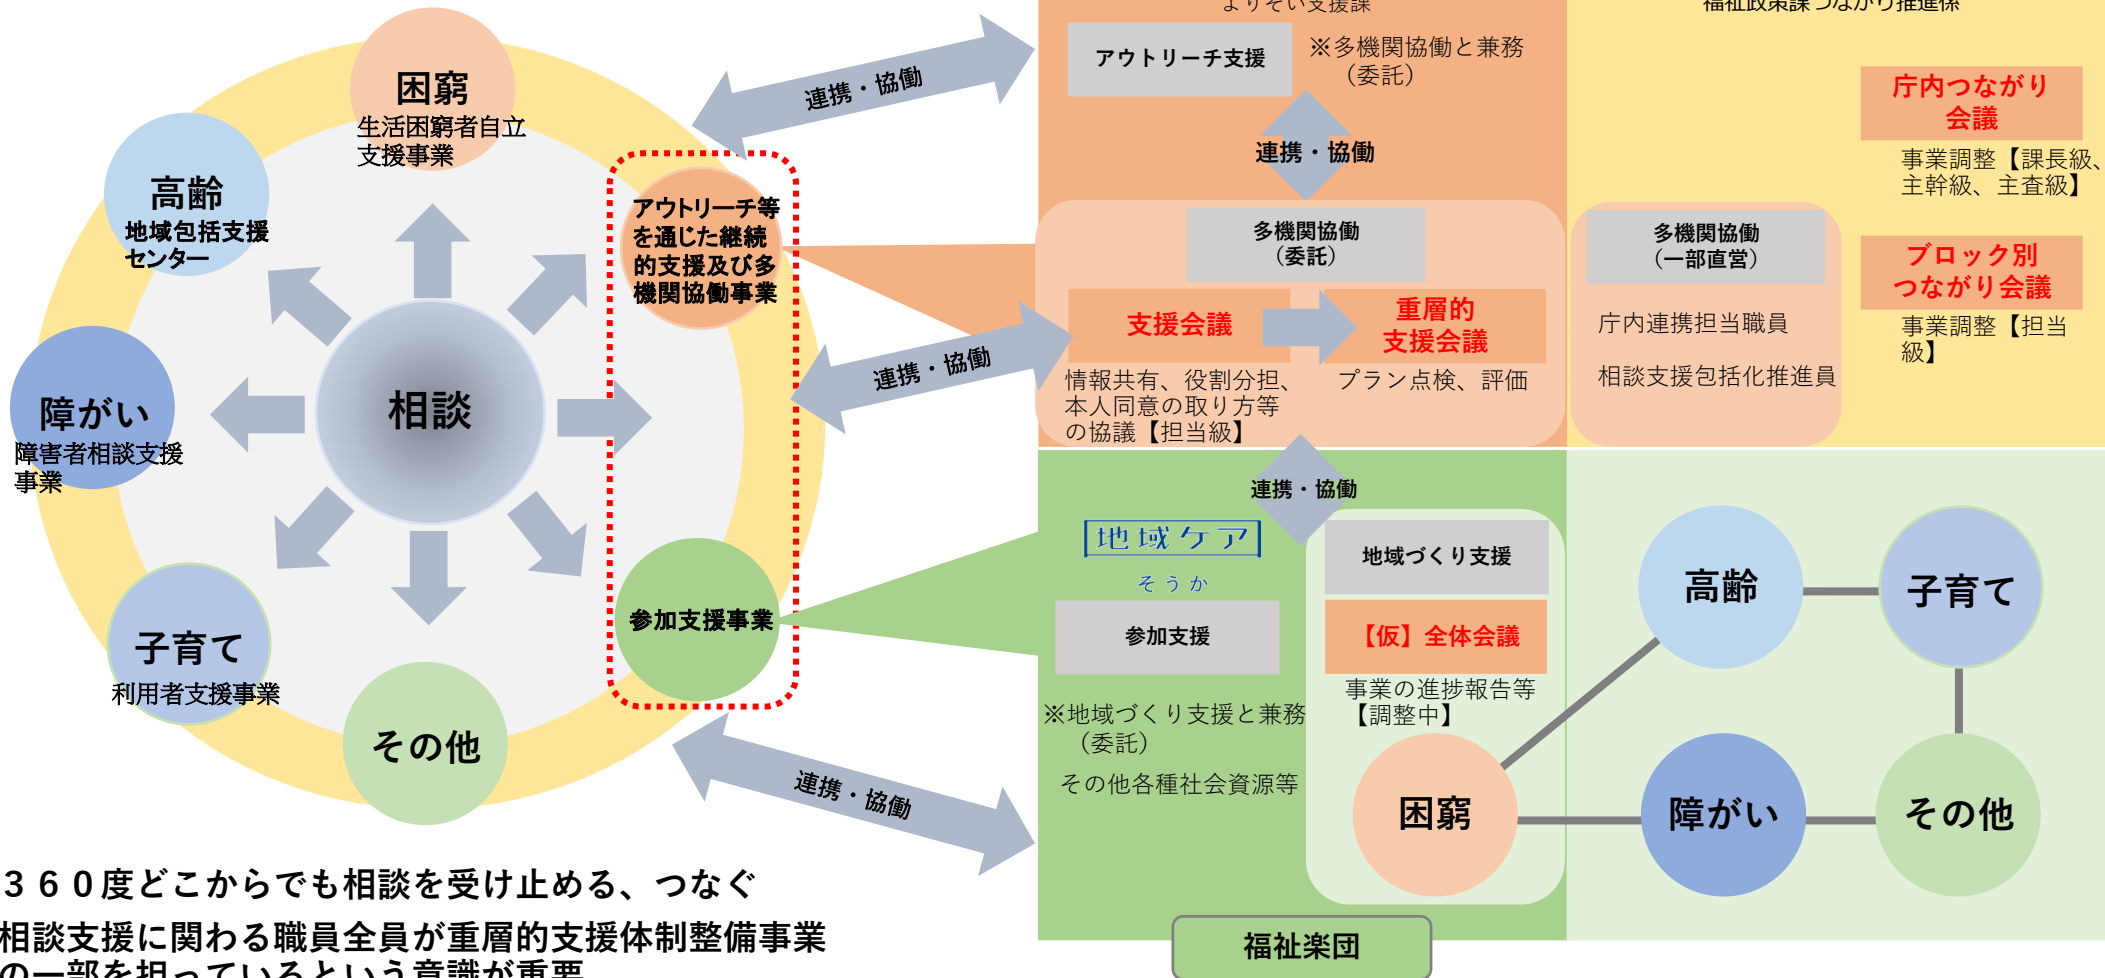 困窮
生活困窮者自立
支援事業
高齢
地域包括支援
センター
障がい
障害者相談支援
事業
子育て
利用者支援事業
その他
相談
アウトリーチ等
を通じた継続
的支援及び多
機関協働事業
参加支援事業
連携・協働
連携・協働
連携・協働
３６０度どこからでも相談を受け止める、つなぐ
相談支援に関わる職員全員が重層的支援体制整備事業
の一部を担っているという意識が重要
よりそい支援課
アウトリーチ支援
※多機関協働と兼務
（委託）
連携・協働
多機関協働
（委託）
支援会議
重層的
支援会議
情報共有、役割分担、
本人同意の取り方等
の協議【担当級】
プラン点検、評価
福祉政策課つながり推進係
庁内つながり
会議
事業調整【課長級、
主幹級、主査級】
多機関協働
（一部直営）
庁内連携担当職員
相談支援包括化推進員
ブロック別
つながり会議
事業調整【担当
級】
連携・協働
地域ケア
そうか
参加支援
※地域づくり支援と兼務
（委託）
その他各種社会資源等
地域づくり支援
【仮】全体会議
事業の進捗報告等
【調整中】
高齢
子育て
困窮
障がい
その他
福祉楽団